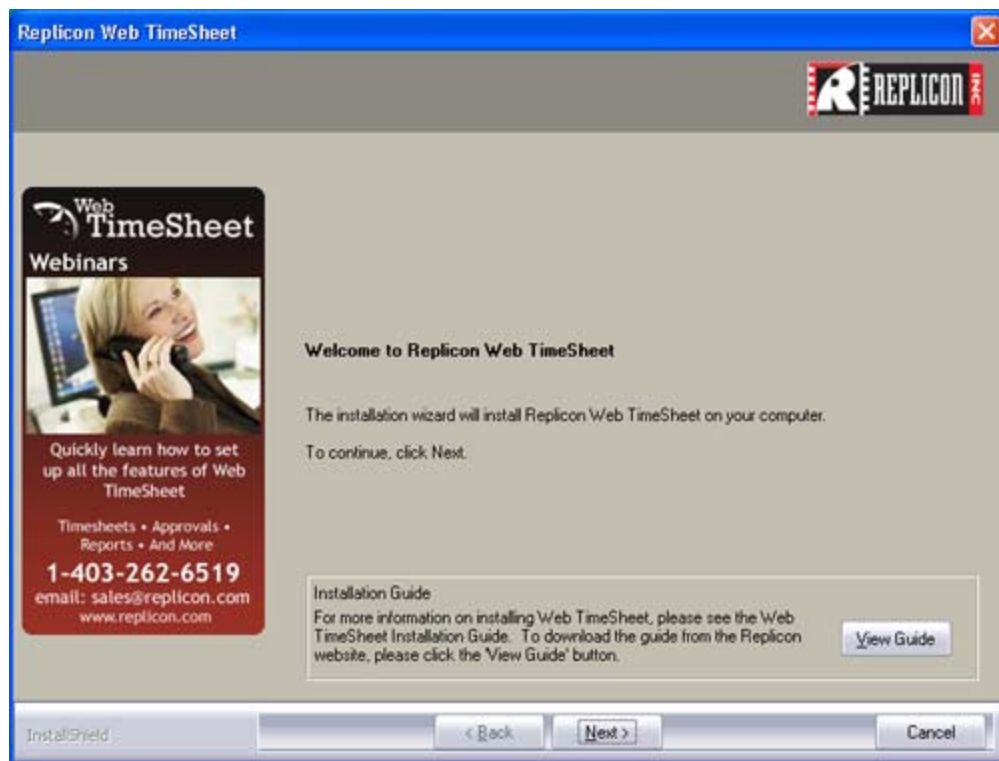 Replicon Web TimeSheet
R REPLICON INC
Web
TimeSheet
Webinars
Quickly learn how to set
up all the features of Web
TimeSheet
Timesheets • Approvals •
Reports • And More
1-403-262-6519
email: sales@replicon.com
www.replicon.com
Welcome to Replicon Web TimeSheet
The installation wizard will install Replicon Web TimeSheet on your computer.
To continue, click Next.
Installation Guide
For more information on installing Web TimeSheet, please see the Web
TimeSheet Installation Guide. To download the guide from the Replicon
website, please click the 'View Guide' button.
View Guide
InstallShield
< Back
Next >
Cancel